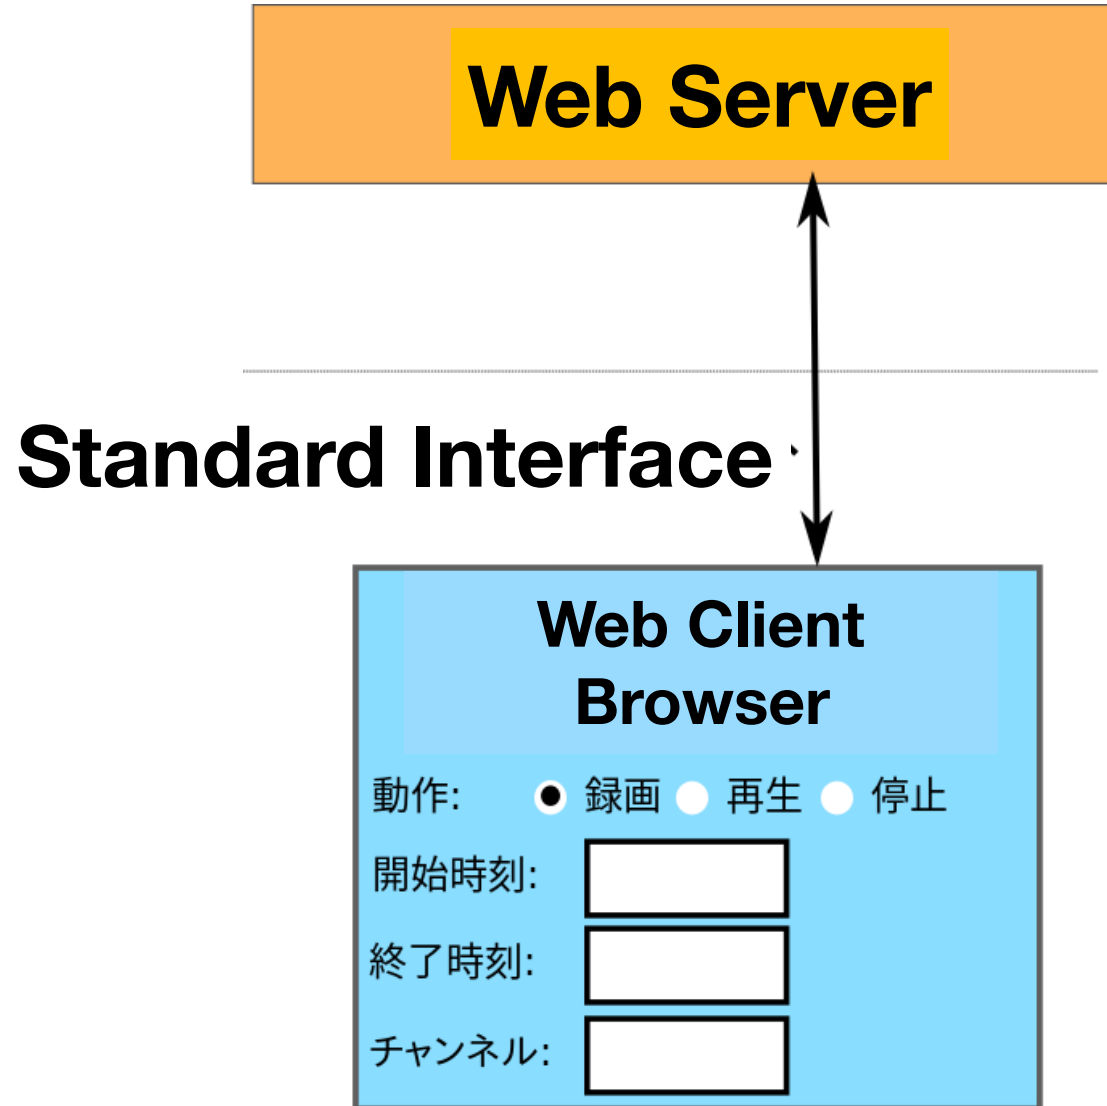 Web Server
Standard Interface
Web Client
Browser
動作: 録画 再生 停止
開始時刻:
終了時刻:
チャンネル: